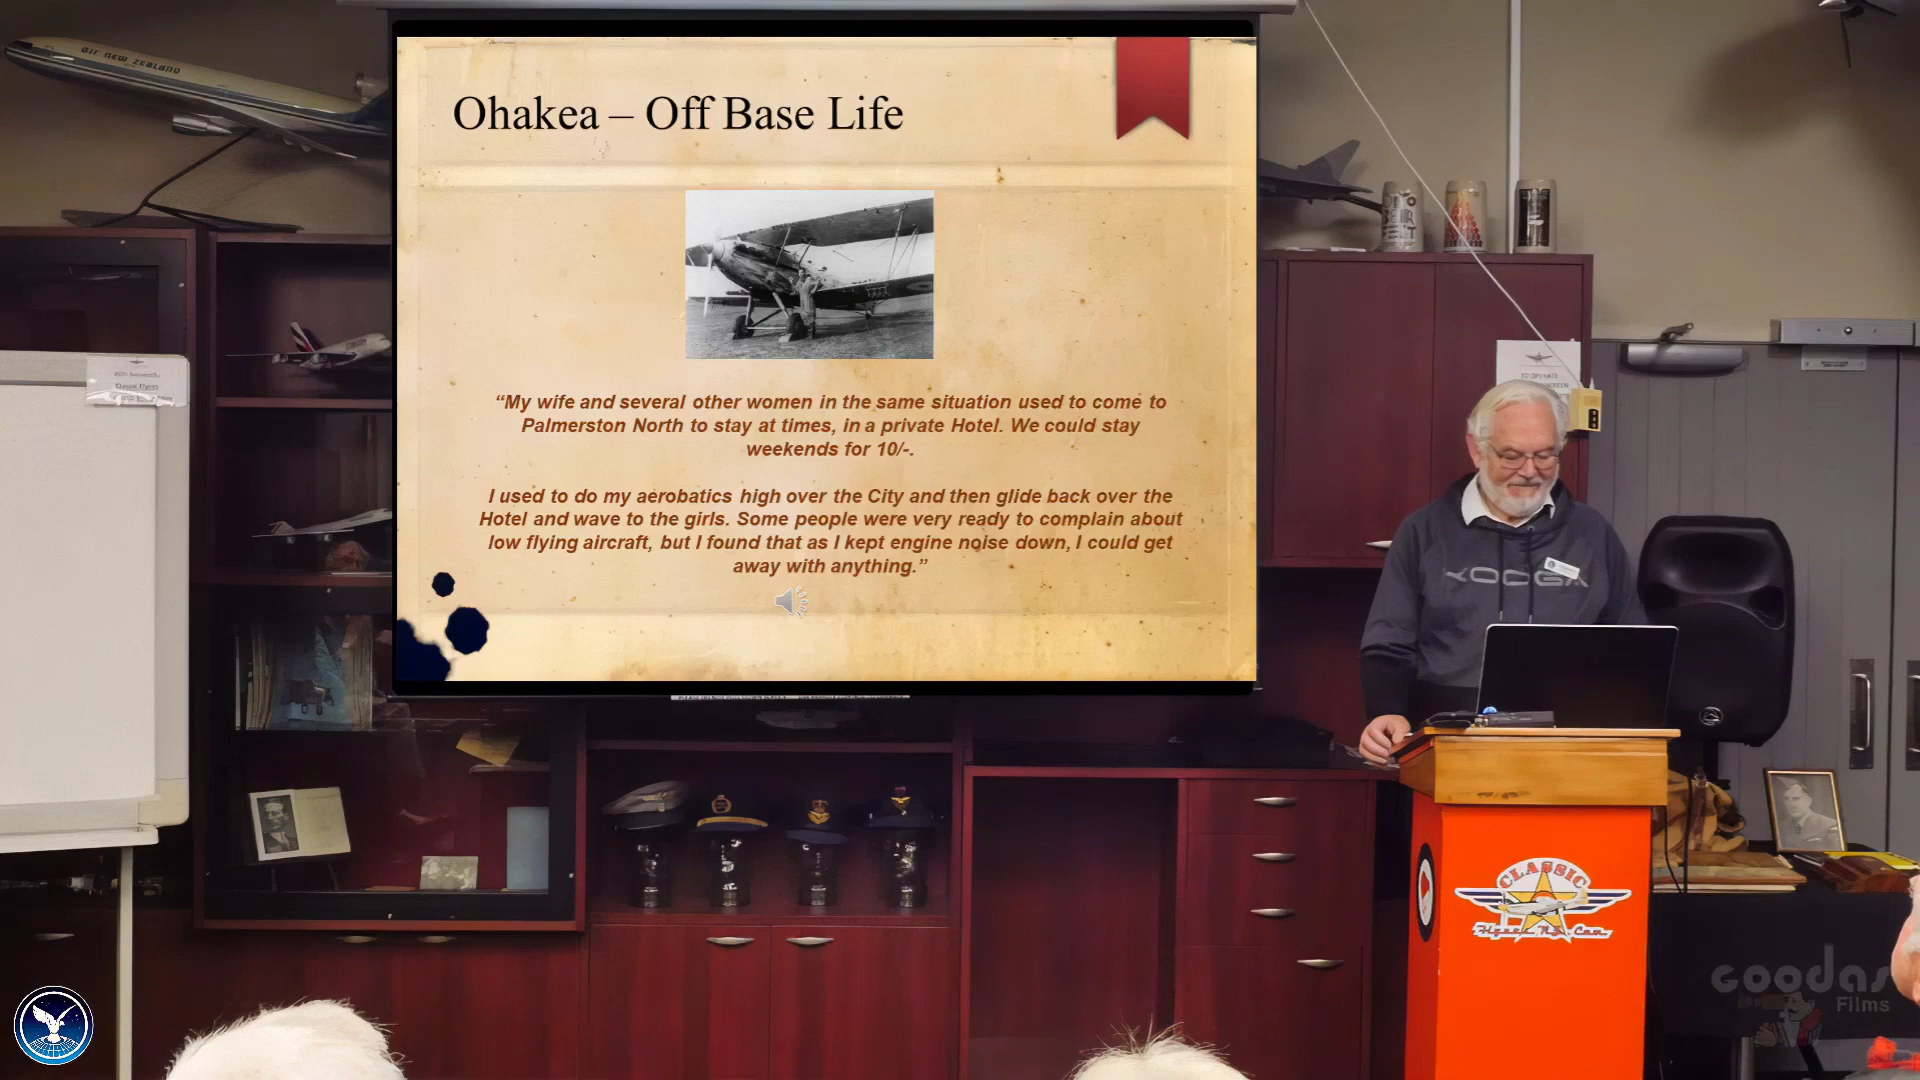 AIR NEW ZEALAND
Ohakea – Off Base Life
“My wife and several other women in the same situation used to come to
Palmerston North to stay at times, in a private Hotel. We could stay
weekends for 10/-.
I used to do my aerobatics high over the City and then glide back over the
Hotel and wave to the girls. Some people were very ready to complain about
low flying aircraft, but I found that as I kept engine noise down, I could get
away with anything.”
KOOGA
CLASSIC
Goodas
Films